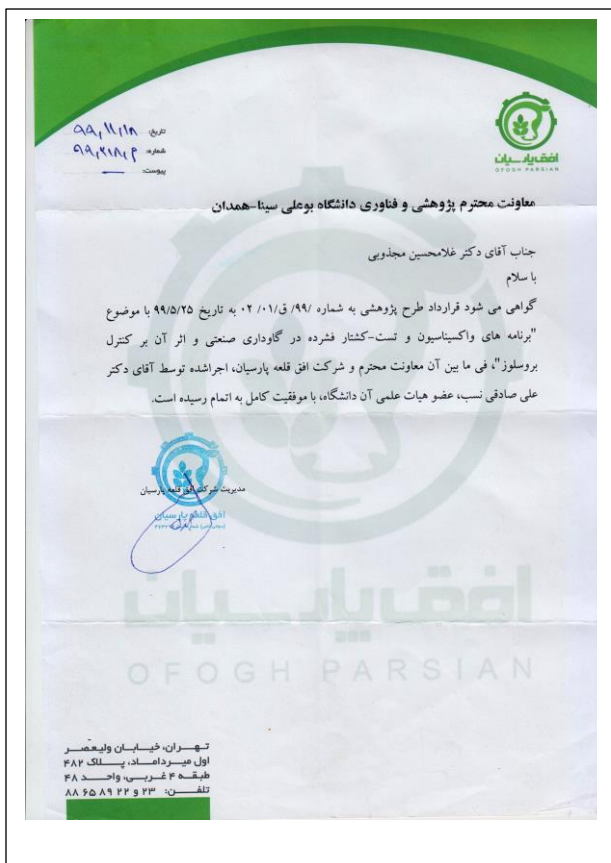 تاریخ: ۹۹,۱۱,۱۸
شماره: ۹۹,۲۱۸,م
پیوست: —
افق پارسیان
OFOGH PARSIAN
معاونت محترم پژوهشی و فناوری دانشگاه بوعلی سینا-همدان
جناب آقای دکتر غلامحسین مجذوبی
با سلام
گواهی می شود قرارداد طرح پژوهشی به شماره /۹۹/ ق/۰۱/ ۰۲ به تاریخ ۹۹/۵/۲۵ با موضوع
"برنامه های واکسیناسیون و تست-کشتار فشرده در گاوداری صنعتی و اثر آن بر کنترل
بروسلوز"، فی ما بین آن معاونت محترم و شرکت افق قلعه پارسیان، اجراشده توسط آقای دکتر
علی صادقی نسب، عضو هیات علمی آن دانشگاه، با موفقیت کامل به اتمام رسیده است.
مدیریت شرکت افق قلعه پارسیان
افق قلعه پارسیان
افق پارسیان
OFOGH PARSIAN
تهران، خیابان ولیعصر
اول میرداماد، پلاک ۴۸۲
طبقه ۴ غربی، واحد ۴۸
تلفن: ۲۳ و ۲۲ ۸۹ ۶۵ ۸۸